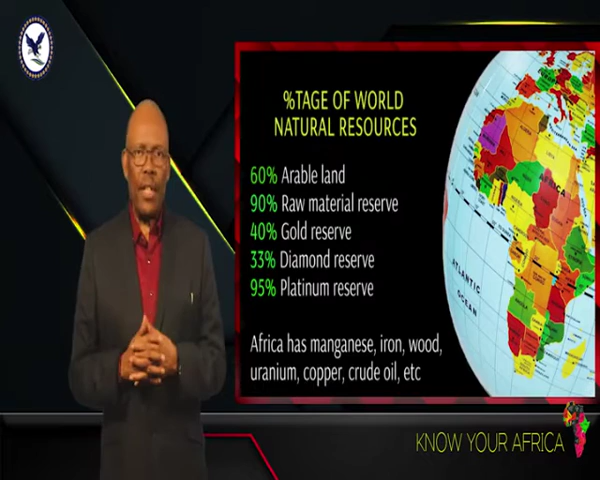 %TAGE OF WORLD
NATURAL RESOURCES
60% Arable land
90% Raw material reserve
40% Gold reserve
33% Diamond reserve
95% Platinum reserve
Africa has manganese, iron, wood,
uranium, copper, crude oil, etc
ATLANTIC
OCEAN
AFRICA
KNOW YOUR AFRICA